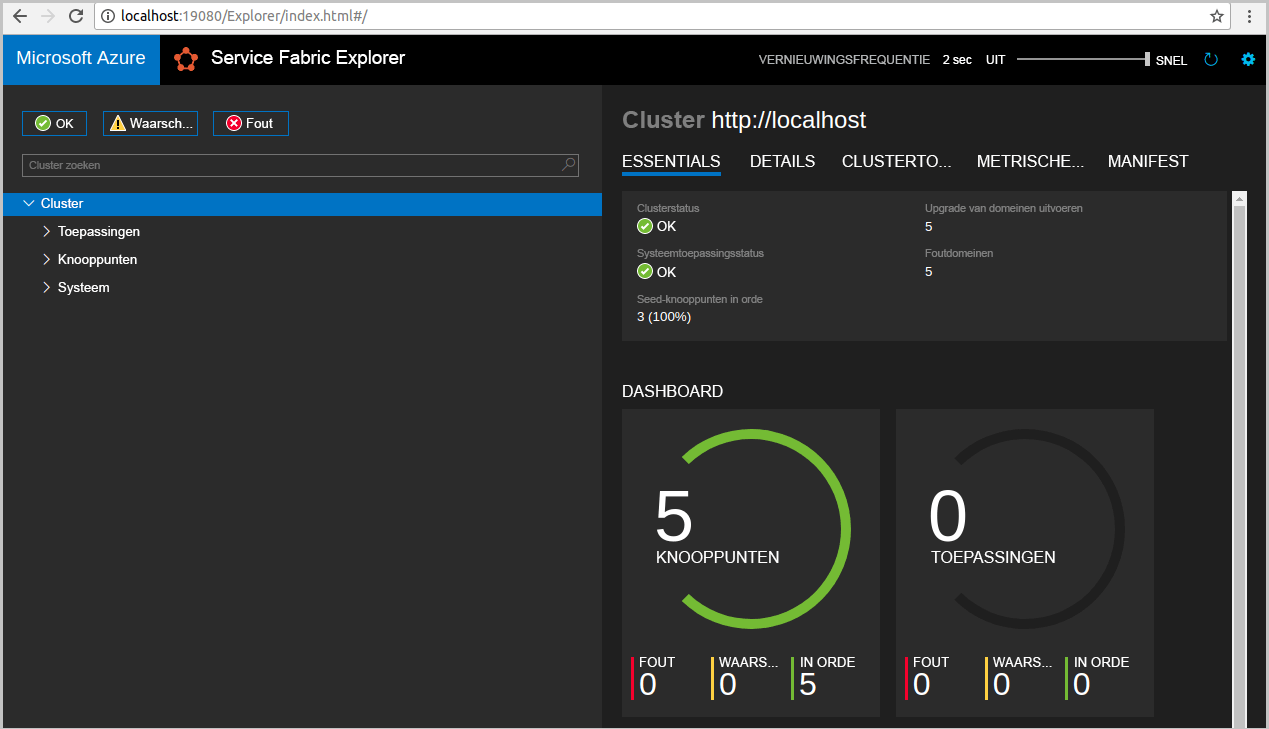 localhost:19080/Explorer/index.html#/
Microsoft Azure
Service Fabric Explorer
VERNIEUWINGSFREQUENTIE 2 sec UIT SNEL
OK Waarsch... Fout
Cluster zoeken
Cluster
Toepassingen
Knooppunten
Systeem
Cluster http://localhost
ESSENTIALS DETAILS CLUSTERTO... METRISCHE... MANIFEST
Clusterstatus
OK
Upgrade van domeinen uitvoeren
5
Systeemtoepassingsstatus
OK
Foutdomeinen
5
Seed-knooppunten in orde
3 (100%)
DASHBOARD
5
KNOOPPUNTEN
FOUT WAARS... IN ORDE
0 0 5
0
TOEPASSINGEN
FOUT WAARS... IN ORDE
0 0 0